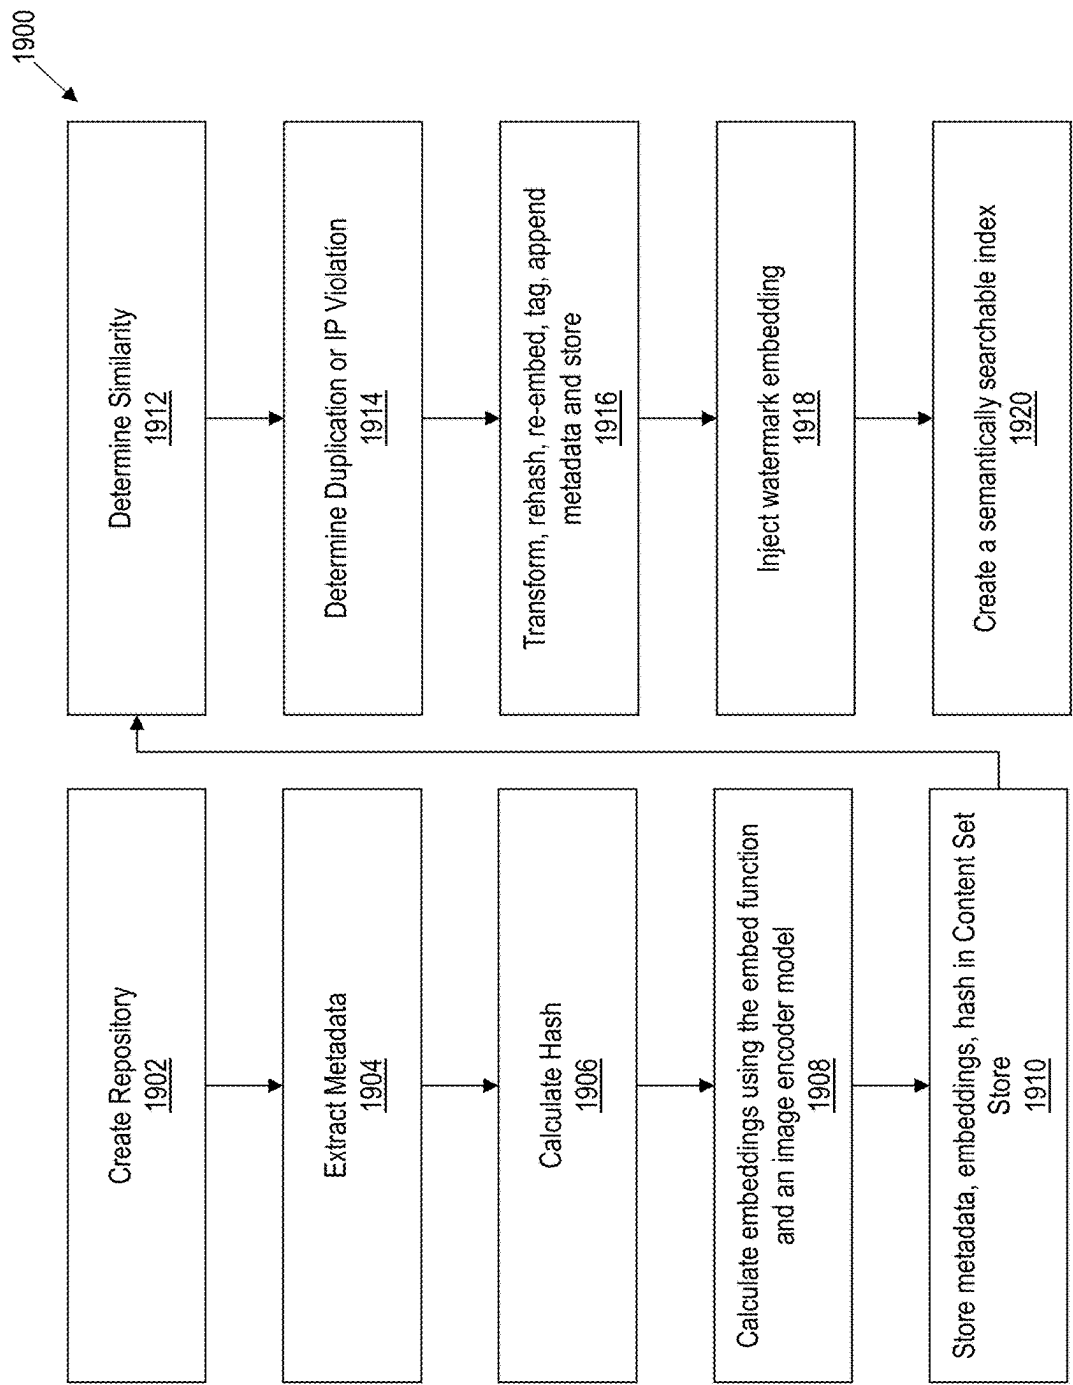 1900
Create Repository
1902
Extract Metadata
1904
Calculate Hash
1906
Calculate embeddings using the embed function
and an image encoder model
1908
Store metadata, embeddings, hash in Content Set
Store
1910
Determine Similarity
1912
Determine Duplication or IP Violation
1914
Transform, rehash, re-embed, tag, append
metadata and store
1916
Inject watermark embedding
1918
Create a semantically searchable index
1920